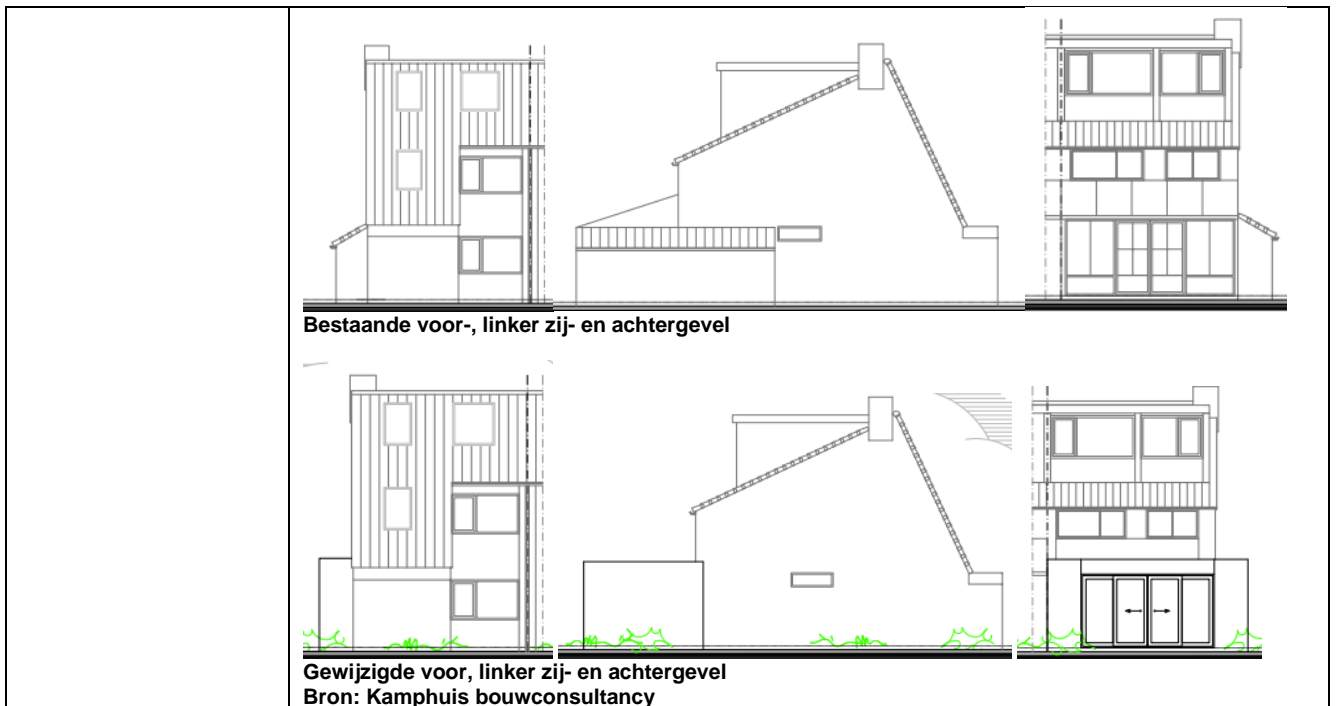 Bestaande voor-, linker zij- en achtergevel
Gewijzigde voor, linker zij- en achtergevel
Bron: Kamphuis bouwconsultancy